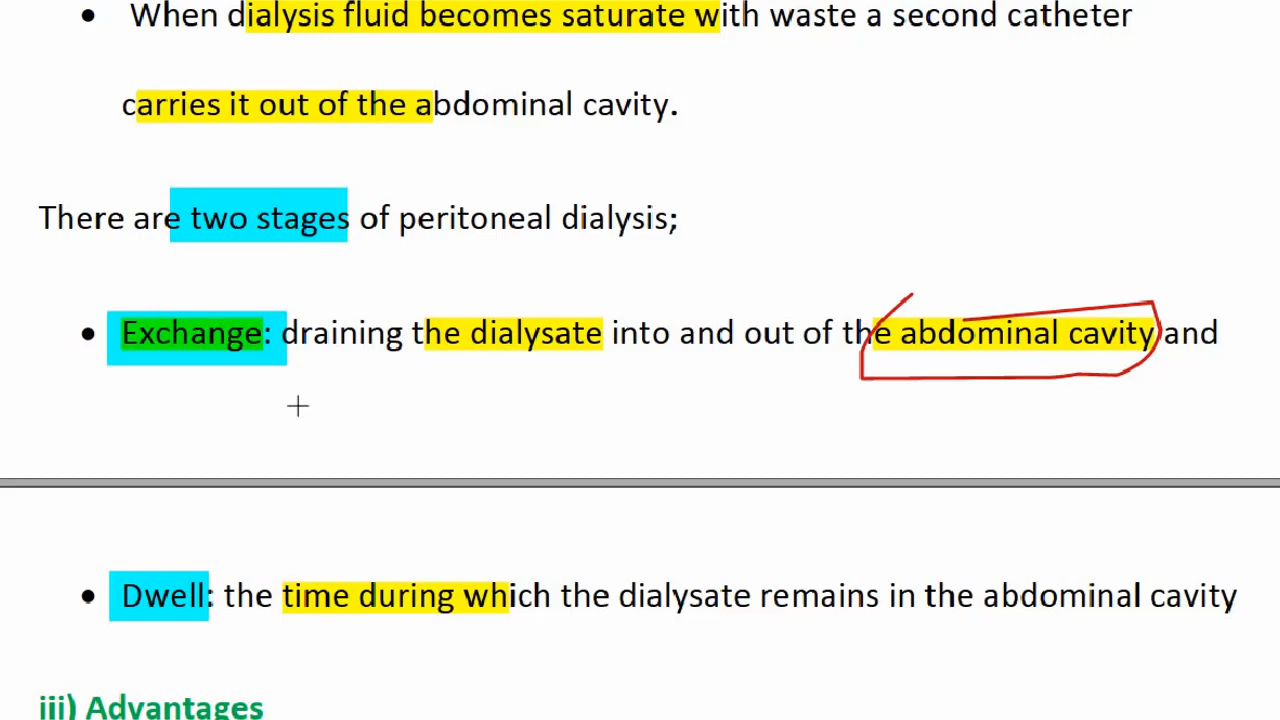 • When dialysis fluid becomes saturate with waste a second catheter
carries it out of the abdominal cavity.
There are two stages of peritoneal dialysis;
• Exchange: draining the dialysate into and out of the abdominal cavity and
• Dwell: the time during which the dialysate remains in the abdominal cavity
iii) Advantages